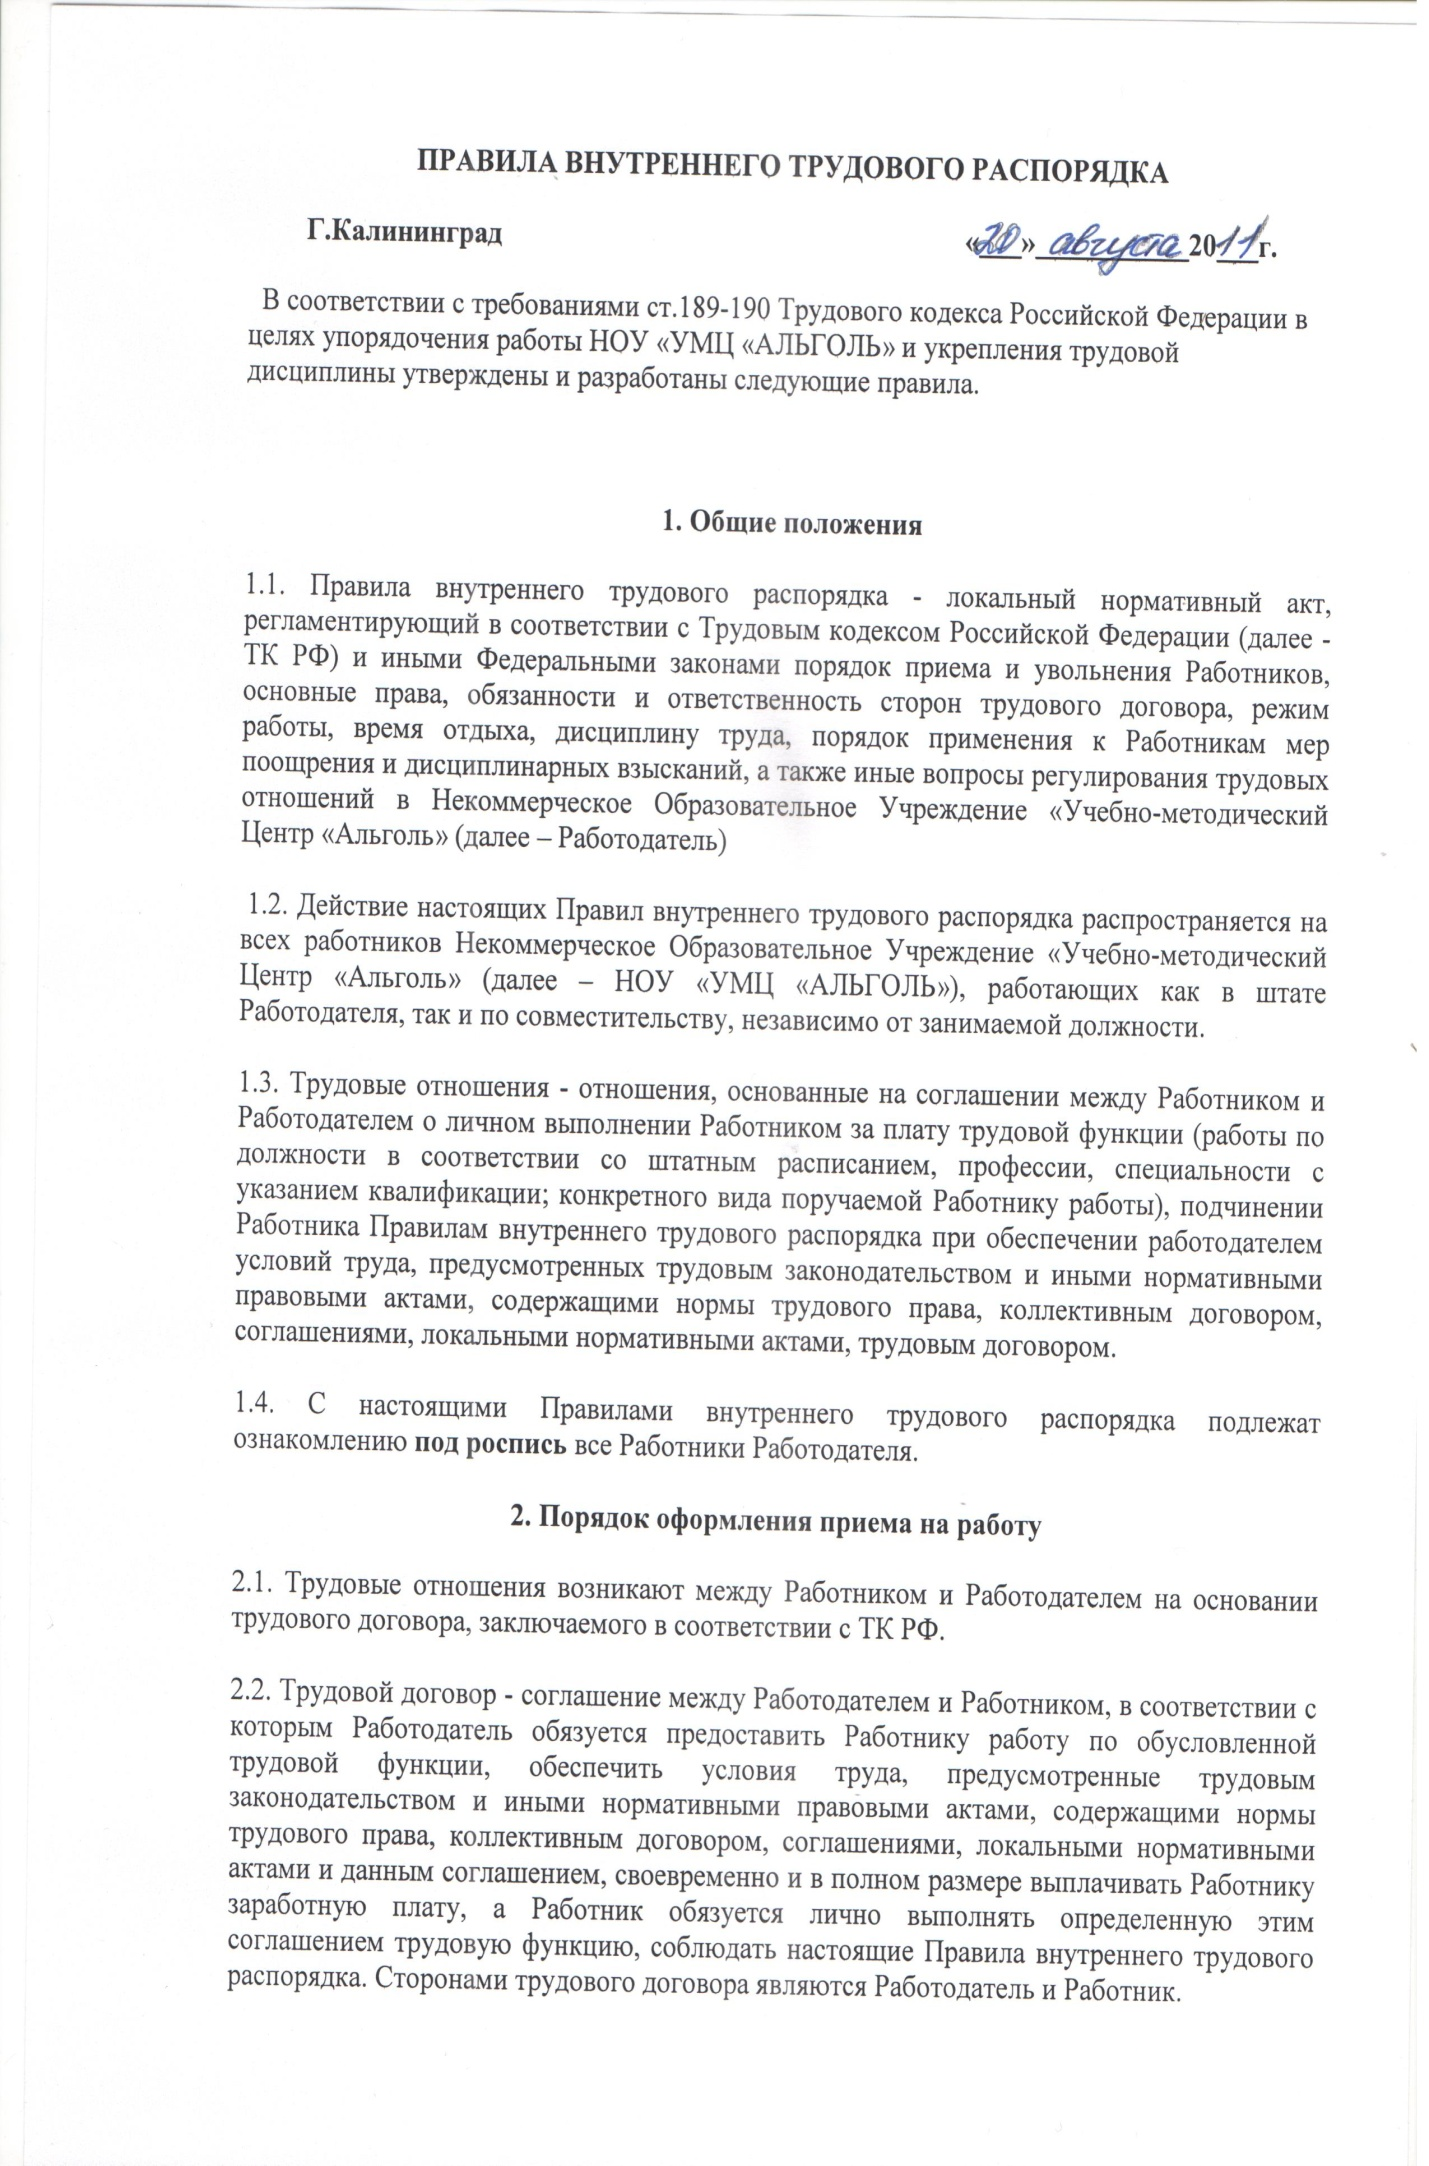 ПРАВИЛА ВНУТРЕННЕГО ТРУДОВОГО РАСПОРЯДКА
Г.Калининград «20» августа 2011г.
В соответствии с требованиями ст.189-190 Трудового кодекса Российской Федерации в
целях упорядочения работы НОУ «УМЦ «АЛЬГОЛЬ» и укрепления трудовой
дисциплины утверждены и разработаны следующие правила.
1. Общие положения
1.1. Правила внутреннего трудового распорядка - локальный нормативный акт,
регламентирующий в соответствии с Трудовым кодексом Российской Федерации (далее -
ТК РФ) и иными Федеральными законами порядок приема и увольнения Работников,
основные права, обязанности и ответственность сторон трудового договора, режим
работы, время отдыха, дисциплину труда, порядок применения к Работникам мер
поощрения и дисциплинарных взысканий, а также иные вопросы регулирования трудовых
отношений в Некоммерческое Образовательное Учреждение «Учебно-методический
Центр «Альголь» (далее – Работодатель)
1.2. Действие настоящих Правил внутреннего трудового распорядка распространяется на
всех работников Некоммерческое Образовательное Учреждение «Учебно-методический
Центр «Альголь» (далее – НОУ «УМЦ «АЛЬГОЛЬ»), работающих как в штате
Работодателя, так и по совместительству, независимо от занимаемой должности.
1.3. Трудовые отношения - отношения, основанные на соглашении между Работником и
Работодателем о личном выполнении Работником за плату трудовой функции (работы по
должности в соответствии со штатным расписанием, профессии, специальности с
указанием квалификации; конкретного вида поручаемой Работнику работы), подчинении
Работника Правилам внутреннего трудового распорядка при обеспечении работодателем
условий труда, предусмотренных трудовым законодательством и иными нормативными
правовыми актами, содержащими нормы трудового права, коллективным договором,
соглашениями, локальными нормативными актами, трудовым договором.
1.4. С настоящими Правилами внутреннего трудового распорядка подлежат
ознакомлению под роспись все Работники Работодателя.
2. Порядок оформления приема на работу
2.1. Трудовые отношения возникают между Работником и Работодателем на основании
трудового договора, заключаемого в соответствии с ТК РФ.
2.2. Трудовой договор - соглашение между Работодателем и Работником, в соответствии с
которым Работодатель обязуется предоставить Работнику работу по обусловленной
трудовой функции, обеспечить условия труда, предусмотренные трудовым
законодательством и иными нормативными правовыми актами, содержащими нормы
трудового права, коллективным договором, соглашениями, локальными нормативными
актами и данным соглашением, своевременно и в полном размере выплачивать Работнику
заработную плату, а Работник обязуется лично выполнять определенную этим
соглашением трудовую функцию, соблюдать настоящие Правила внутреннего трудового
распорядка. Сторонами трудового договора являются Работодатель и Работник.